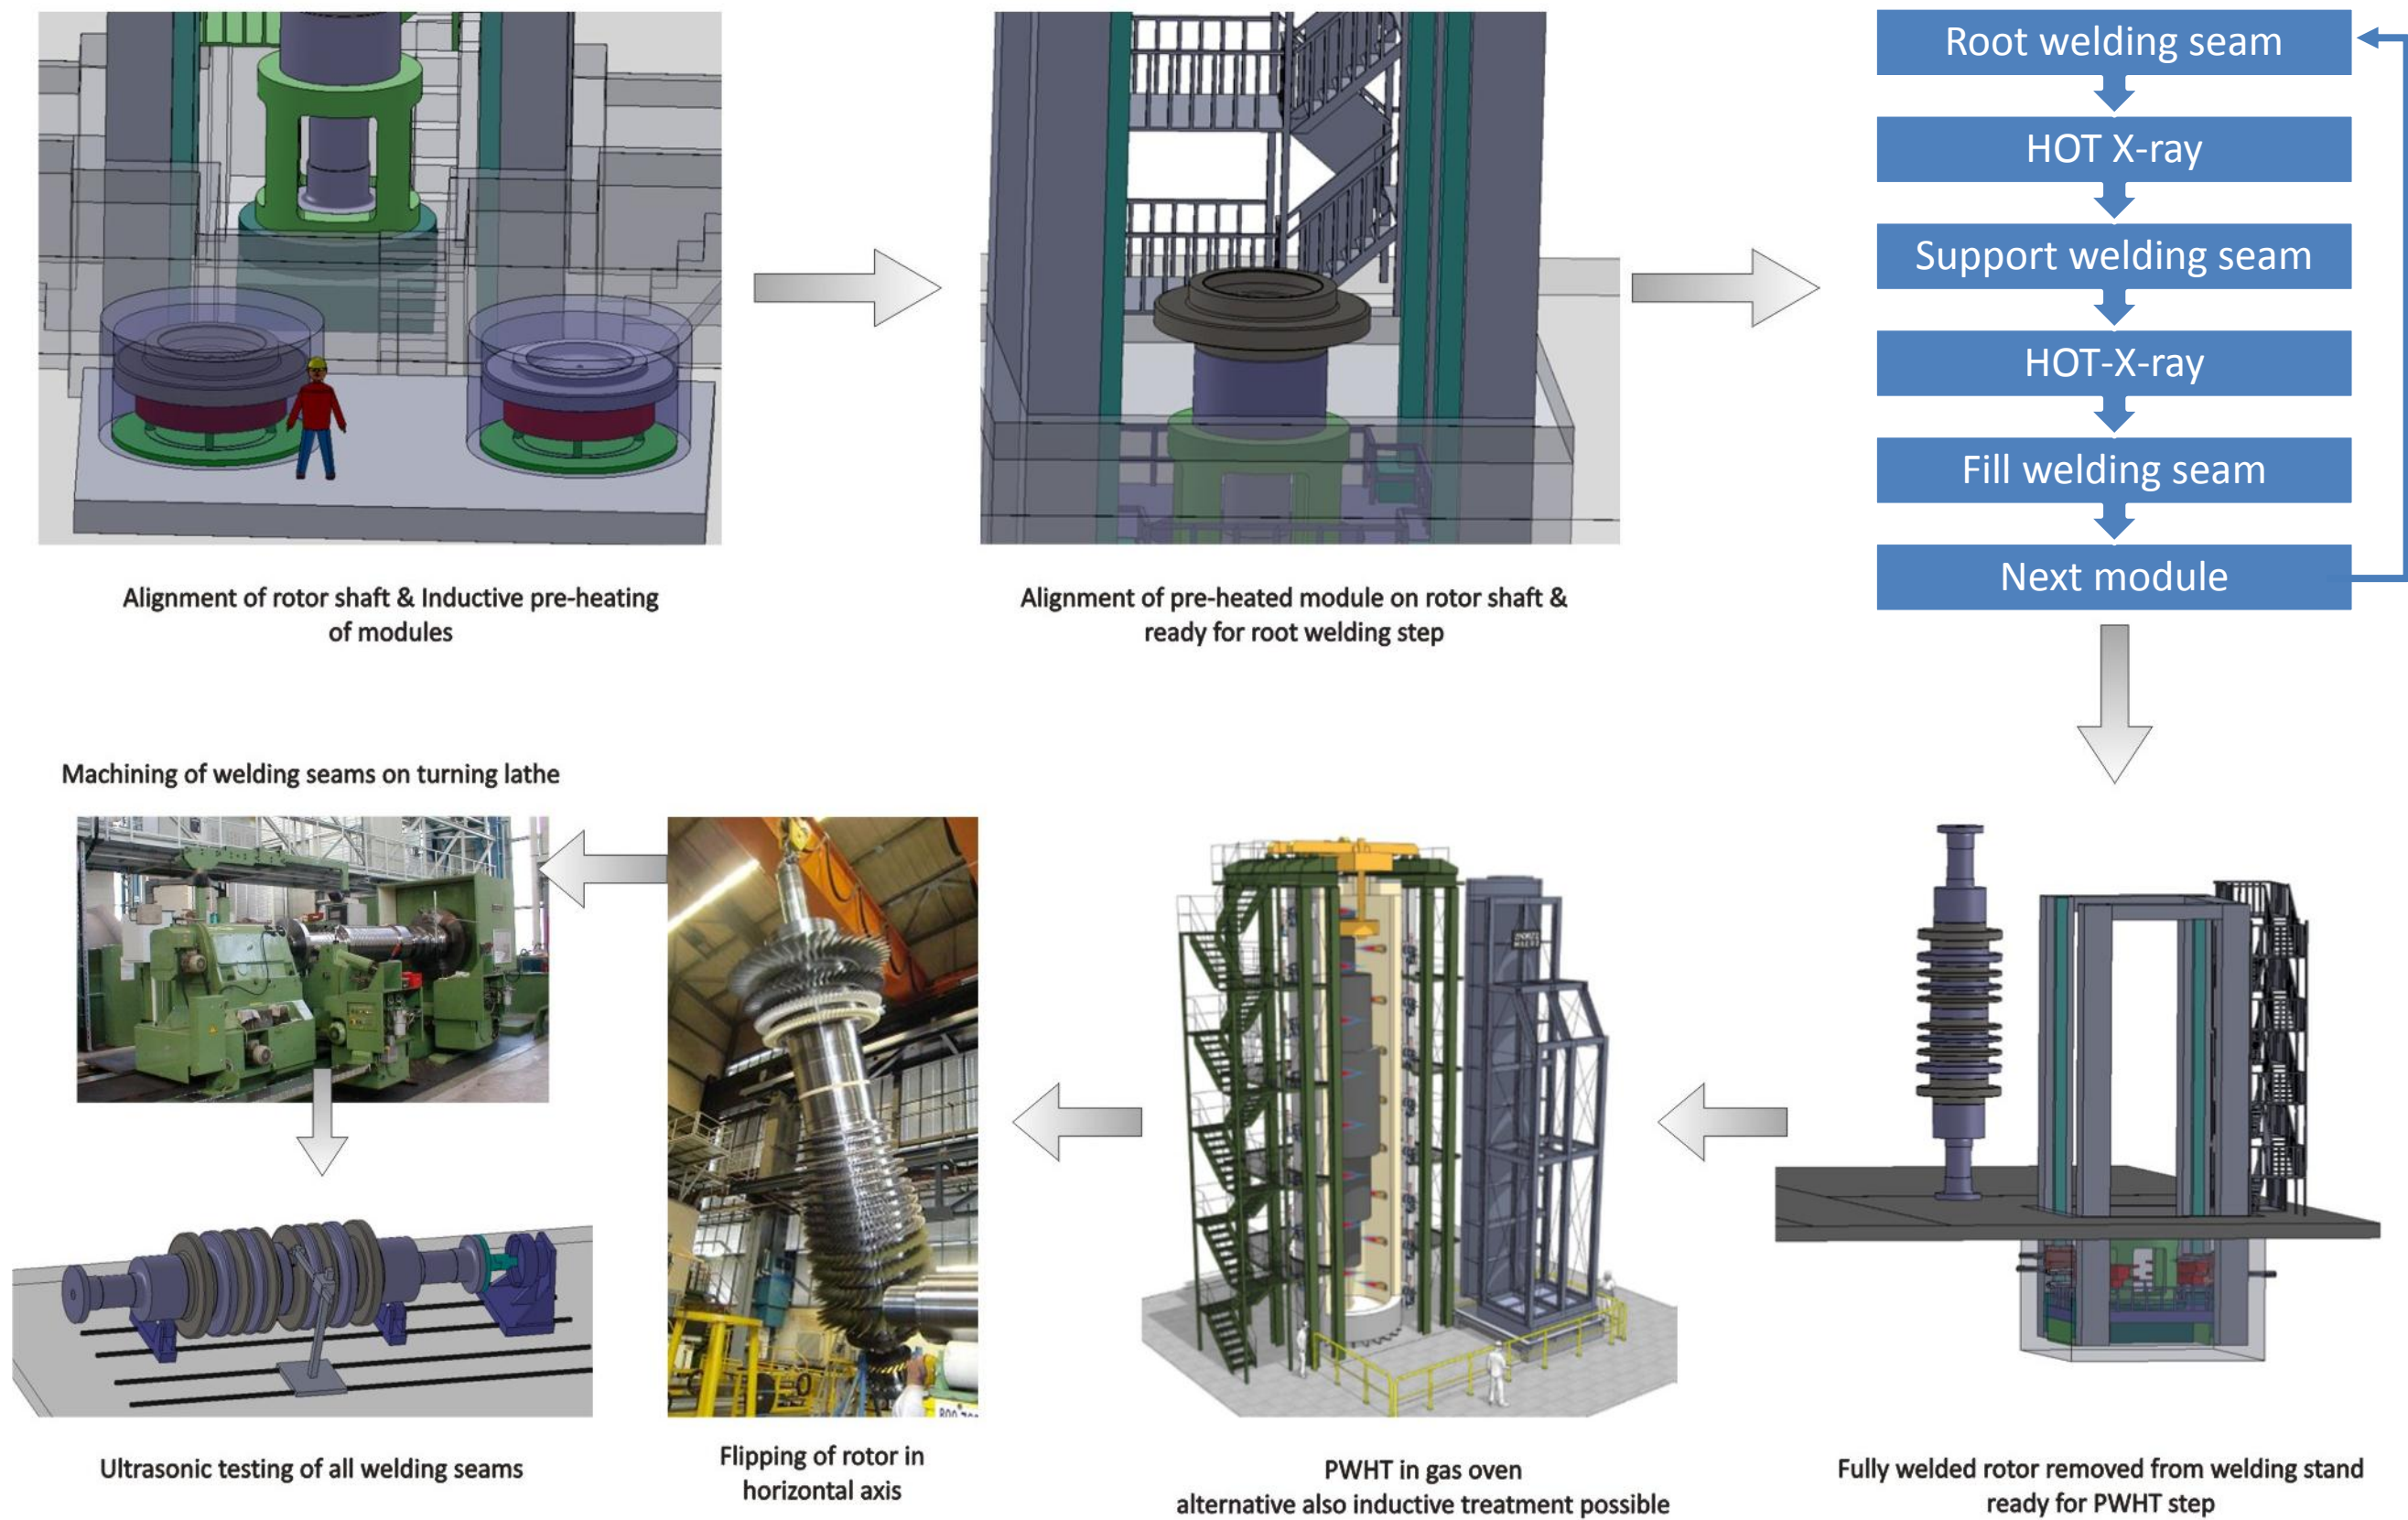 Root welding seam
HOT X-ray
Support welding seam
HOT-X-ray
Fill welding seam
Next module
Alignment of rotor shaft & Inductive pre-heating
of modules
Alignment of pre-heated module on rotor shaft &
ready for root welding step
Fully welded rotor removed from welding stand
ready for PWHT step
PWHT in gas oven
alternative also inductive treatment possible
Flipping of rotor in
horizontal axis
Machining of welding seams on turning lathe
Ultrasonic testing of all welding seams